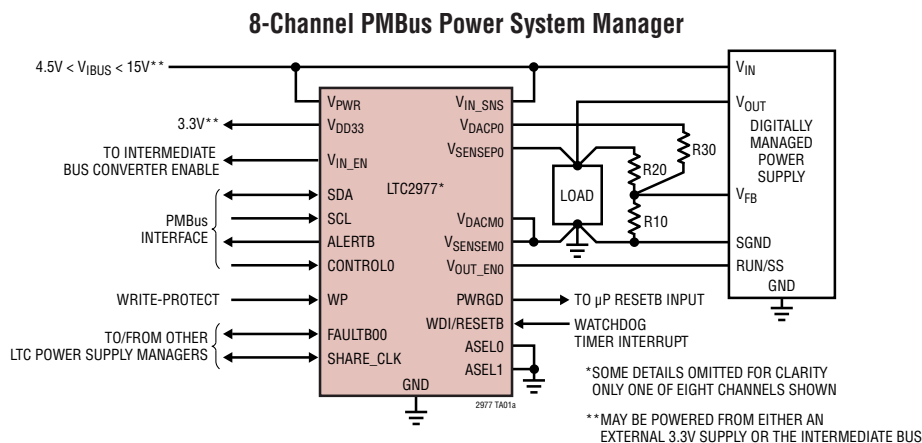 8-Channel PMBus Power System Manager
4.5V < VIBUS < 15V**
3.3V**
TO INTERMEDIATE
BUS CONVERTER ENABLE
PMBus
INTERFACE
WRITE-PROTECT
TO/FROM OTHER
LTC POWER SUPPLY MANAGERS
VPWR
VDD33
VIN_EN
SDA
SCL
ALERTB
CONTROL0
WP
FAULTB00
SHARE_CLK
GND
LTC2977*
VIN_SNS
VDACP0
VSENSEP0
VDACM0
VSENSEM0
VOUT_EN0
PWRGD
WDI/RESETB
ASEL0
ASEL1
2977 TA01a
LOAD
R20
R30
R10
VIN
VOUT
DIGITALLY
MANAGED
POWER
SUPPLY
VFB
SGND
RUN/SS
GND
TO µP RESETB INPUT
WATCHDOG
TIMER INTERRUPT
*SOME DETAILS OMITTED FOR CLARITY
ONLY ONE OF EIGHT CHANNELS SHOWN
**MAY BE POWERED FROM EITHER AN
EXTERNAL 3.3V SUPPLY OR THE INTERMEDIATE BUS